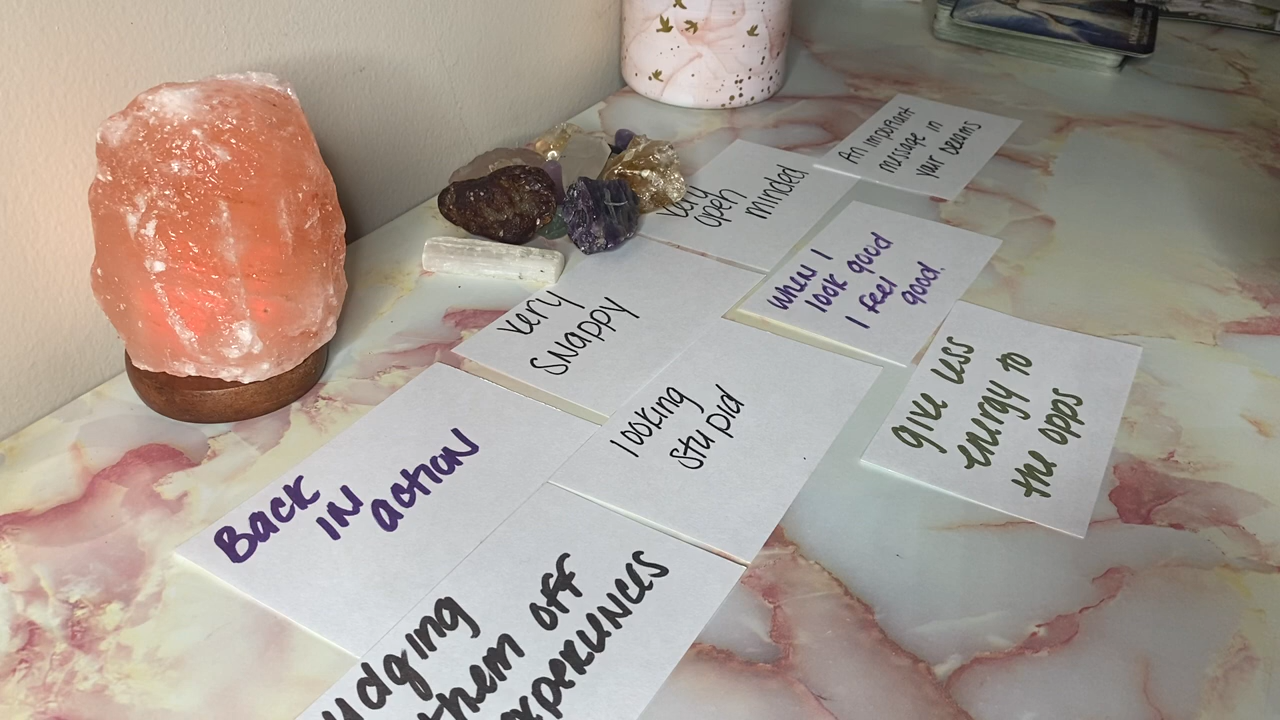 An important
message in
your dreams
very
open
minded
when I
look good
I feel
good.
very
snappy
give less
energy to
the opps
looking
stupid
Back
IN
action
them off